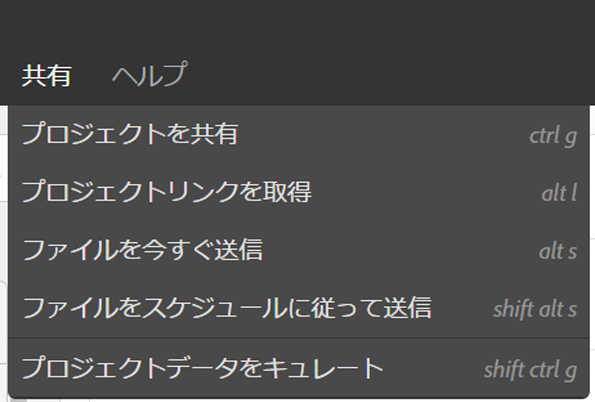 共有 ヘルプ
プロジェクトを共有 ctrl g
プロジェクトリンクを取得 alt l
ファイルを今すぐ送信 alt s
ファイルをスケジュールに従って送信 shift alt s
プロジェクトデータをキュレート shift ctrl g